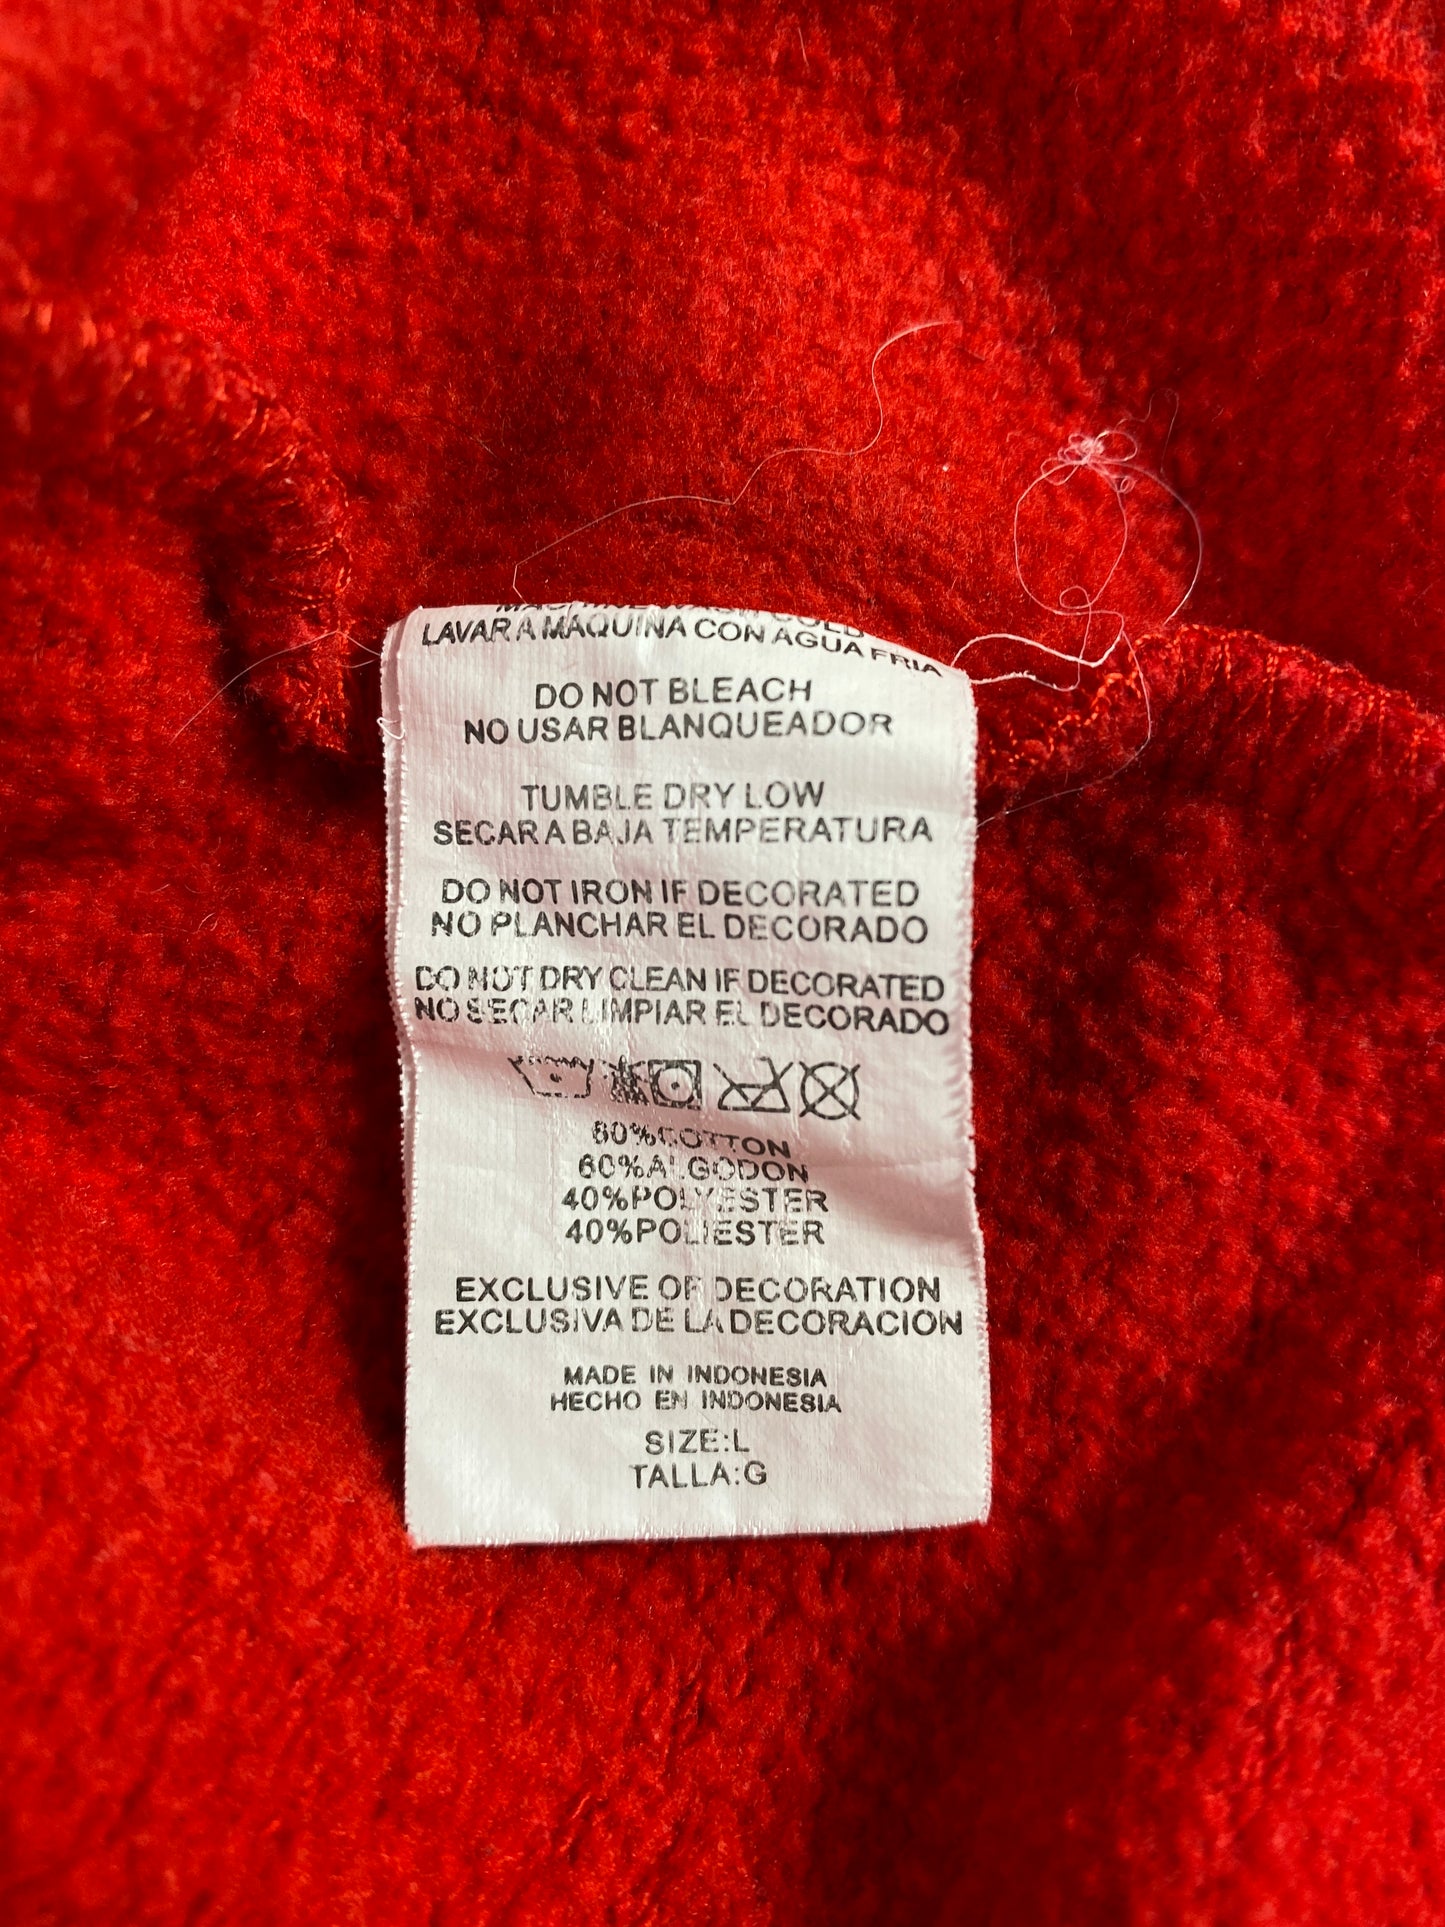 MACHINE WASH COLD
LAVAR A MAQUINA CON AGUA FRIA
DO NOT BLEACH
NO USAR BLANQUEADOR
TUMBLE DRY LOW
SECAR A BAJA TEMPERATURA
DO NOT IRON IF DECORATED
NO PLANCHAR EL DECORADO
DO NOT DRY CLEAN IF DECORATED
NO SECAR LIMPIAR EL DECORADO
60%COTTON
60%ALGODON
40%POLYESTER
40%POLIESTER
EXCLUSIVE OF DECORATION
EXCLUSIVA DE LA DECORACION
MADE IN INDONESIA
HECHO EN INDONESIA
SIZE:L
TALLA:G